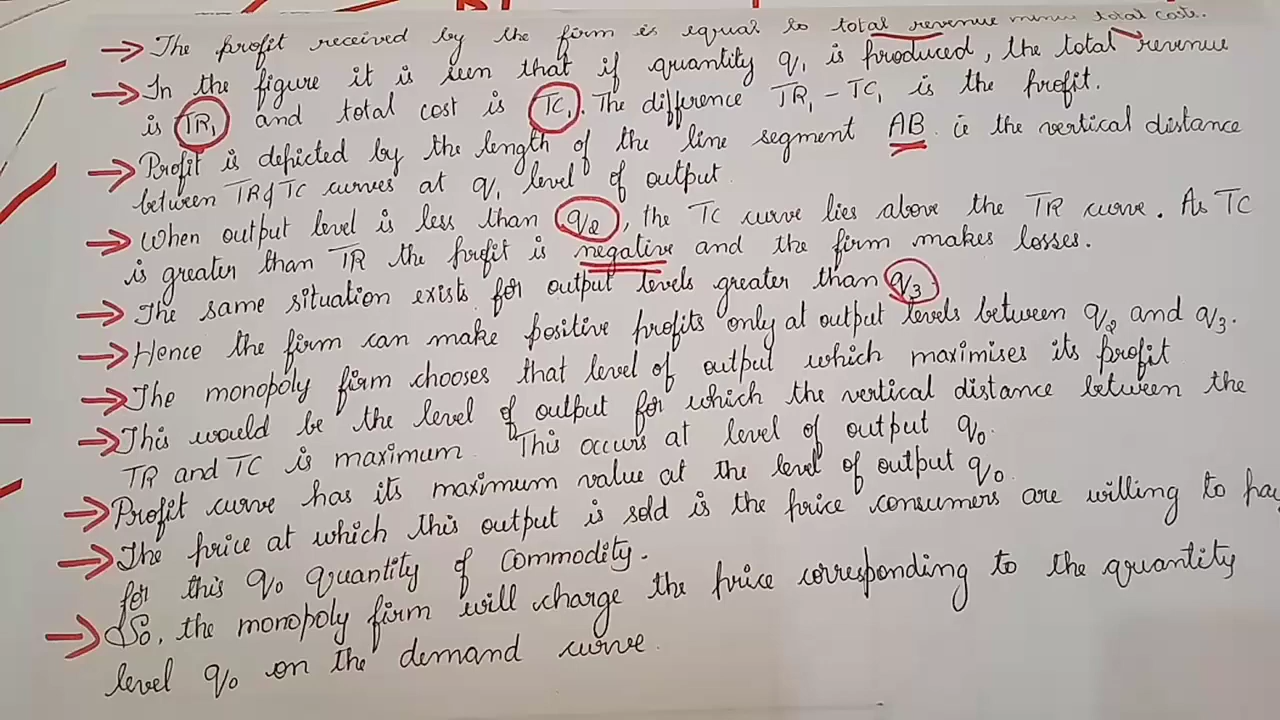 → The profit received by the firm is equal to total revenue minus total cost.
→ In the figure it is seen that if quantity q1 is produced, the total revenue
is TR1 and total cost is TC1. The difference TR1 - TC1 is the profit.
→ Profit is depicted by the length of the line segment AB ie the vertical distance
between TR & TC curves at q1 level of output.
→ When output level is less than q2, the TC curve lies above the TR curve. As TC
is greater than TR the profit is negative and the firm makes losses.
→ The same situation exists for output levels greater than q3.
→ Hence the firm can make positive profits only at output levels between q2 and q3.
→ The monopoly firm chooses that level of output which maximises its profit
→ This would be the level of output for which the vertical distance between the
TR and TC is maximum. This occurs at level of output q0.
→ Profit curve has its maximum value at the level of output q0.
→ The price at which this output is sold is the price consumers are willing to pay
for this q0 quantity of commodity.
→ So, the monopoly firm will charge the price corresponding to the quantity
level q0 on the demand curve.